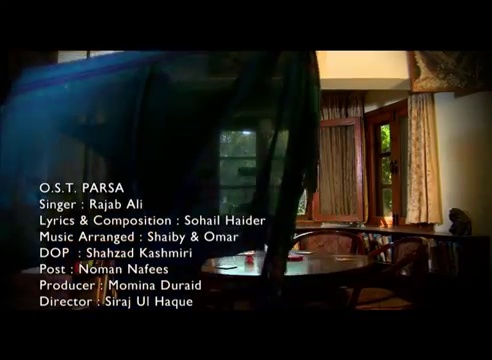 O.S.T. PARSA
Singer : Rajab Ali
Lyrics & Composition : Sohail Haider
Music Arranged : Shaiby & Omar
DOP : Shahzad Kashmiri
Post : Noman Nafees
Producer : Momina Duraid
Director : Siraj Ul Haque